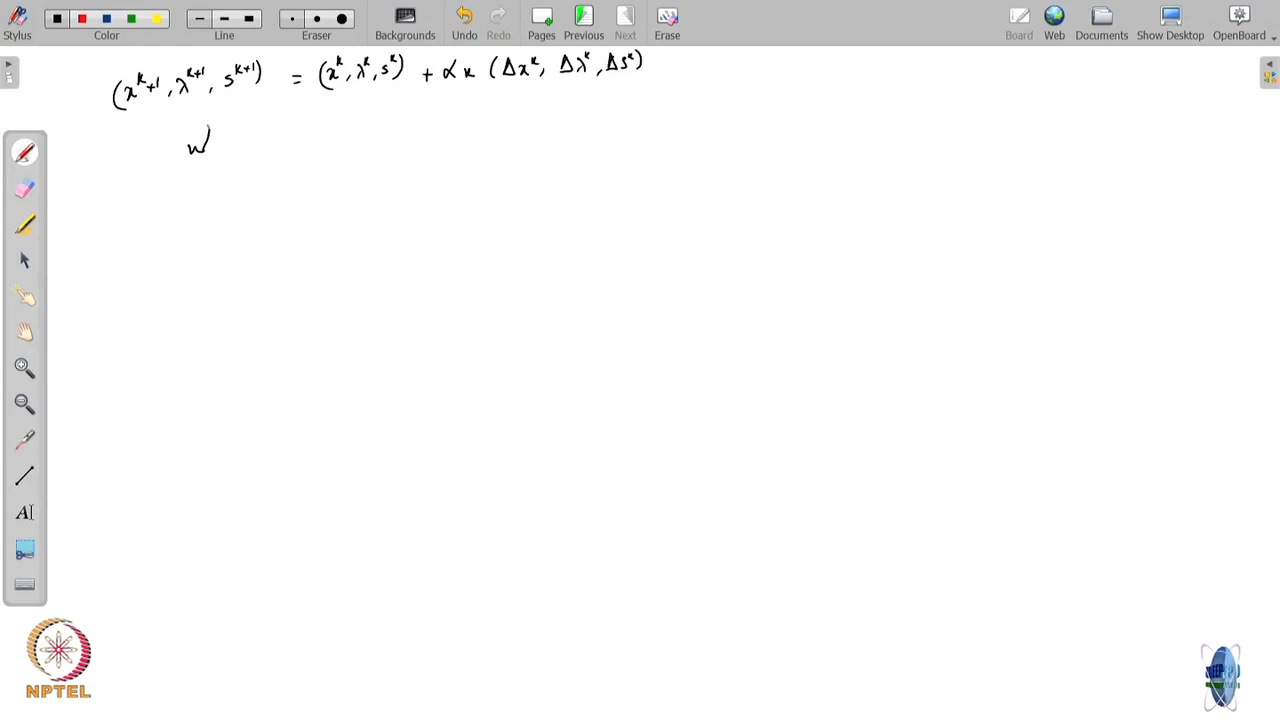 Stylus Color Line Eraser Backgrounds Undo Redo Pages Previous Next Erase Board Web Documents Show Desktop OpenBoard
(x^{k+1}, λ^{k+1}, s^{k+1}) = (x^k, λ^k, s^k) + α_k (Δx^k, Δλ^k, Δs^k)
w
A
NPTEL